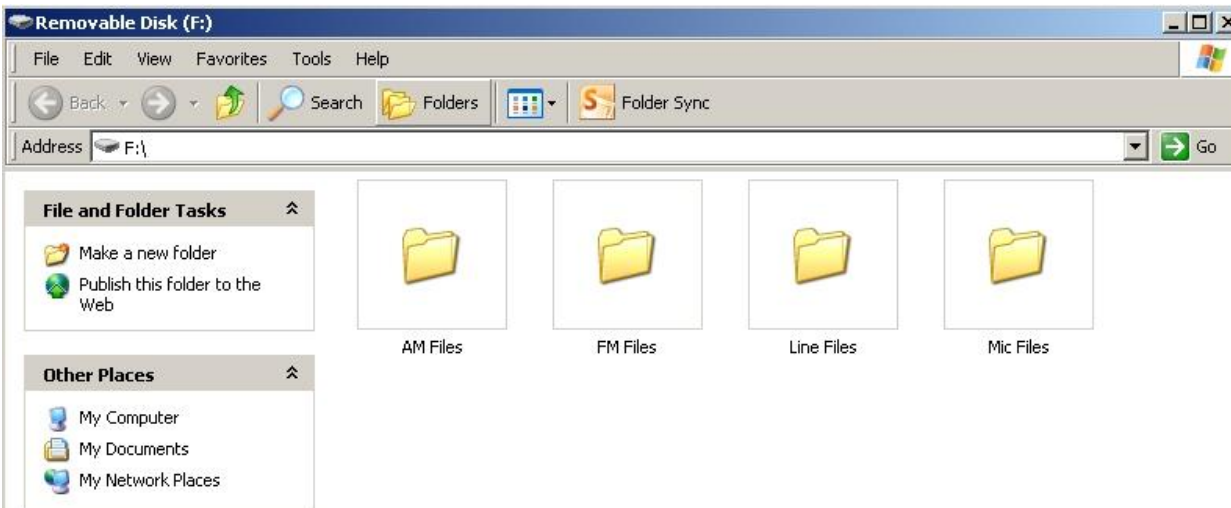 Removable Disk (F:)
File Edit View Favorites Tools Help
Back Search Folders Folder Sync
Address F:\ Go
File and Folder Tasks
Make a new folder
Publish this folder to the
Web
Other Places
My Computer
My Documents
My Network Places
AM Files FM Files Line Files Mic Files